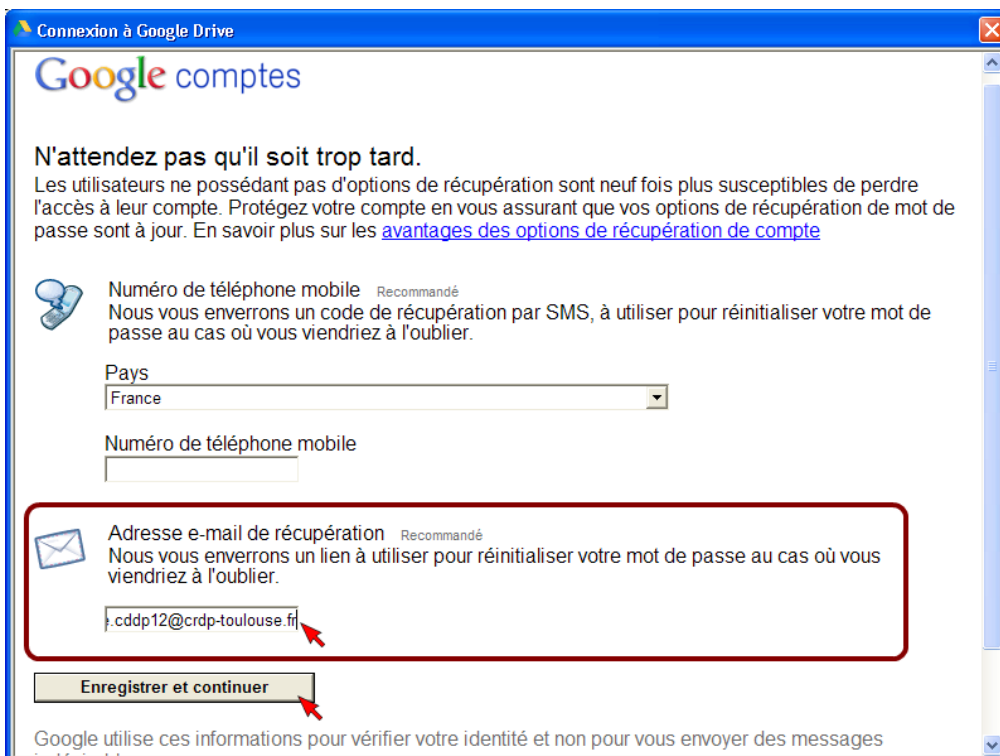 Connexion à Google Drive
Google comptes
N'attendez pas qu'il soit trop tard.
Les utilisateurs ne possédant pas d'options de récupération sont neuf fois plus susceptibles de perdre
l'accès à leur compte. Protégez votre compte en vous assurant que vos options de récupération de mot de
passe sont à jour. En savoir plus sur les avantages des options de récupération de compte
Numéro de téléphone mobile Recommandé
Nous vous enverrons un code de récupération par SMS, à utiliser pour réinitialiser votre mot de
passe au cas où vous viendriez à l'oublier.
Pays
France
Numéro de téléphone mobile
Adresse e-mail de récupération Recommandé
Nous vous enverrons un lien à utiliser pour réinitialiser votre mot de passe au cas où vous
viendriez à l'oublier.
.cddp12@crdp-toulouse.fr
Enregistrer et continuer
Google utilise ces informations pour vérifier votre identité et non pour vous envoyer des messages